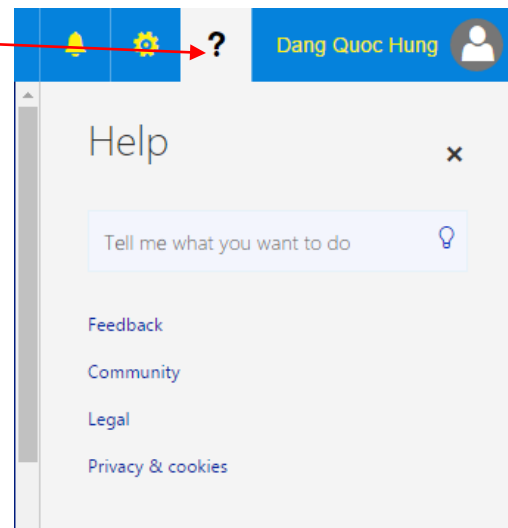 ? Dang Quoc Hung
Help
Tell me what you want to do
Feedback
Community
Legal
Privacy & cookies